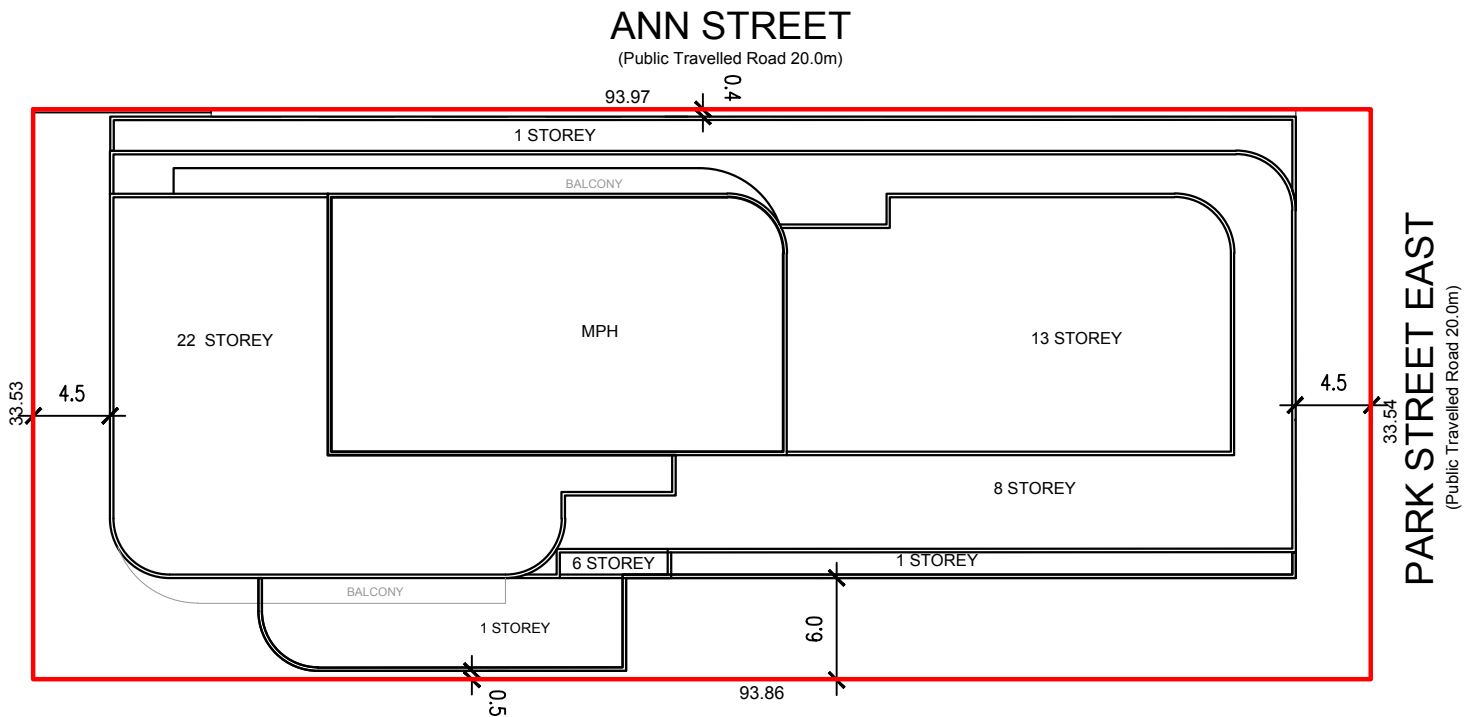 ANN STREET
(Public Travelled Road 20.0m)
93.97
0.4
1 STOREY
BALCONY
22 STOREY
MPH
13 STOREY
33.53
4.5
4.5
33.54
PARK STREET EAST
(Public Travelled Road 20.0m)
8 STOREY
6 STOREY
1 STOREY
BALCONY
1 STOREY
6.0
0.5
93.86